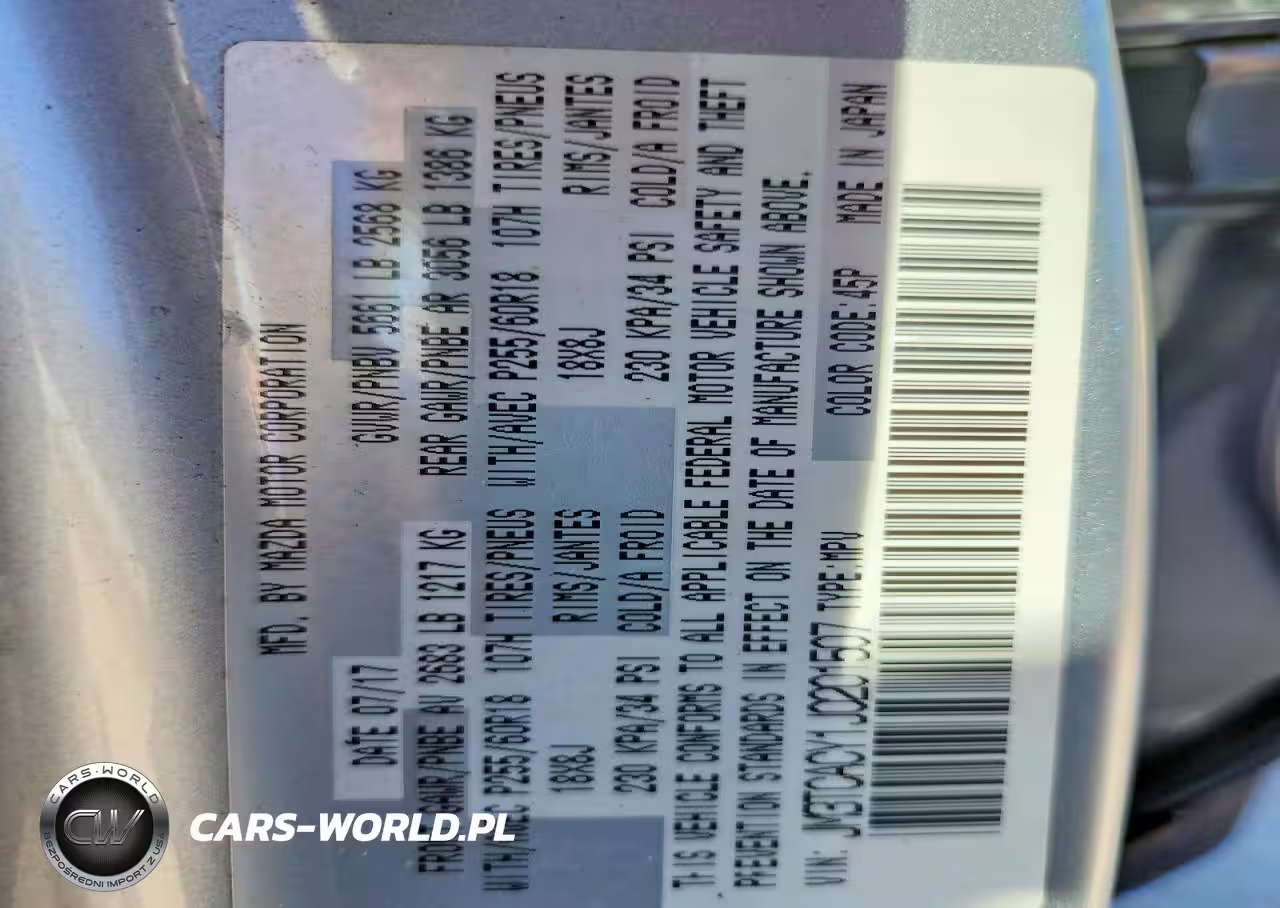 MFD. BY MAZDA MOTOR CORPORATION
DATE 07/17 GVWR/PNBV 5661 LB 2568 KG
FRONT GAWR/PNBE AV 2683 LB 1217 KG REAR GAWR/PNBE AR 3056 LB 1386 KG
WITH/AVEC P255/60R18 107H TIRES/PNEUS WITH/AVEC P255/60R18 107H TIRES/PNEUS
18X8J RIMS/JANTES 18X8J RIMS/JANTES
230 KPA/34 PSI COLD/A FROID 230 KPA/34 PSI COLD/A FROID
THIS VEHICLE CONFORMS TO ALL APPLICABLE FEDERAL MOTOR VEHICLE SAFETY AND THEFT
PREVENTION STANDARDS IN EFFECT ON THE DATE OF MANUFACTURE SHOWN ABOVE.
VIN: JM3TCACY1J0201507 TYPE:MPV COLOR CODE:45P MADE IN JAPAN
CARS-WORLD
CW
BEZPOŚREDNI IMPORT Z USA
CARS-WORLD.PL